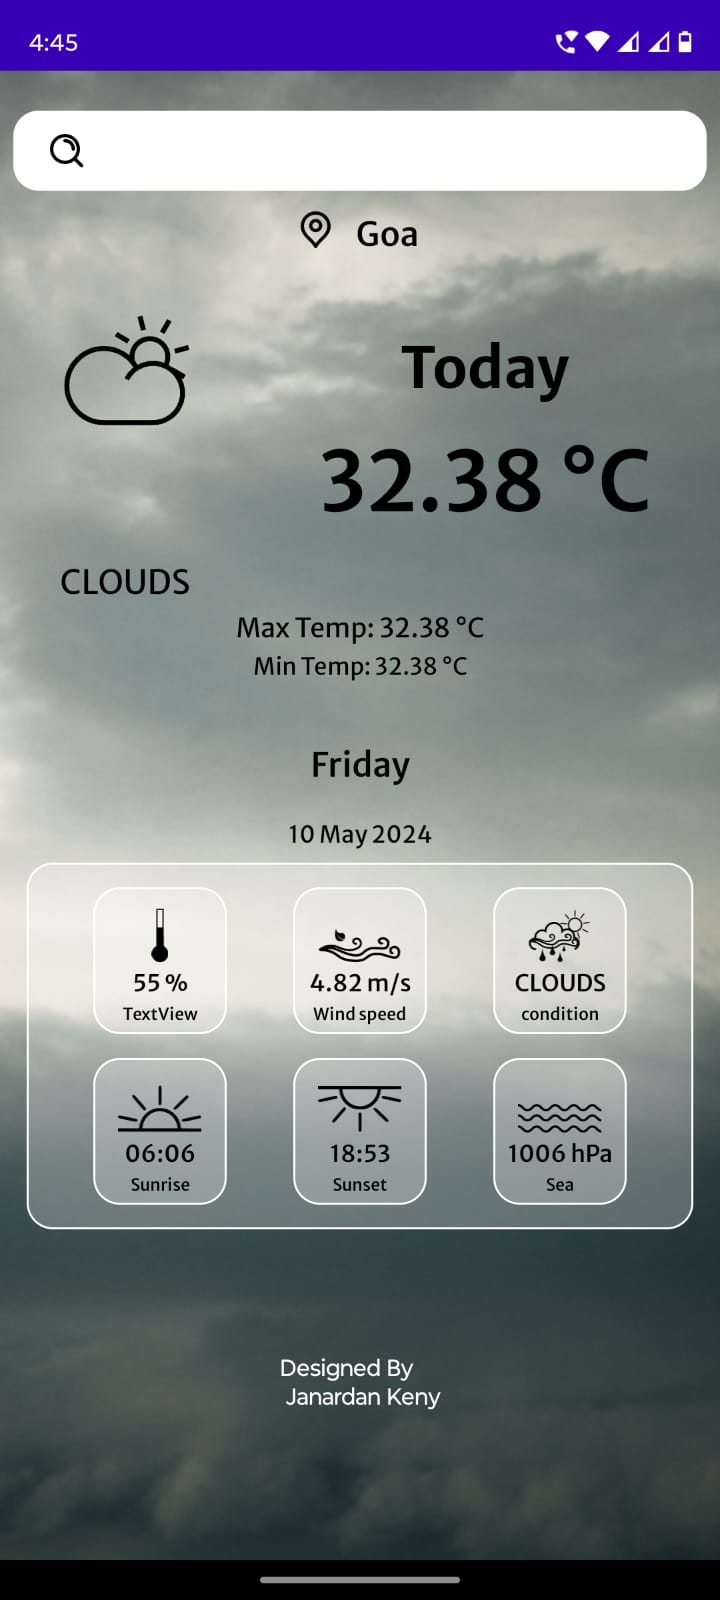 4:45
Goa
Today
32.38 °C
CLOUDS
Max Temp: 32.38 °C
Min Temp: 32.38 °C
Friday
10 May 2024
55 %
TextView
4.82 m/s
Wind speed
CLOUDS
condition
06:06
Sunrise
18:53
Sunset
1006 hPa
Sea
Designed By
Janardan Keny